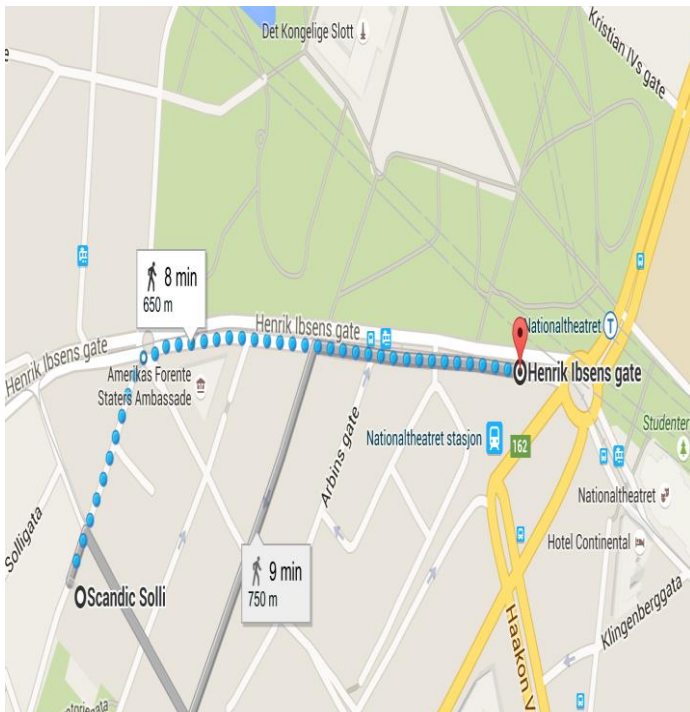 Det Kongelige Slott
Kristian IVs gate
8 min
650 m
Henrik Ibsens gate
Nationaltheatret
T
Henrik Ibsens gate
Amerikas Forente
Staters Ambassade
Henrik Ibsens gate
Studenter
Nationaltheatret stasjon
162
Arbins gate
Solligata
Nationaltheatret
Hotel Continental
9 min
750 m
Scandic Solli
Klingenberggata
Haakon V